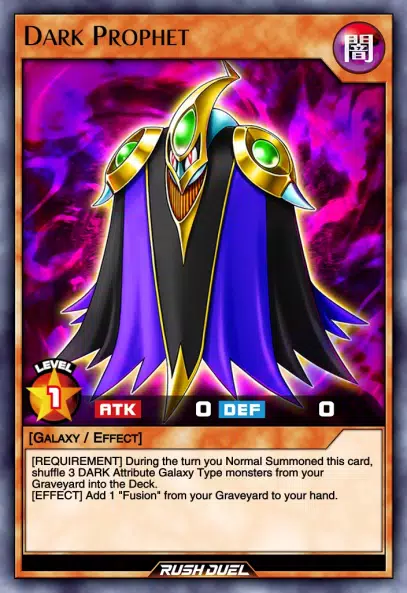 DARK PROPHET
闇
LEVEL
1
ATK 0 DEF 0
[GALAXY / EFFECT]
[REQUIREMENT] During the turn you Normal Summoned this card,
shuffle 3 DARK Attribute Galaxy Type monsters from your
Graveyard into the Deck.
[EFFECT] Add 1 "Fusion" from your Graveyard to your hand.
RUSH DUEL